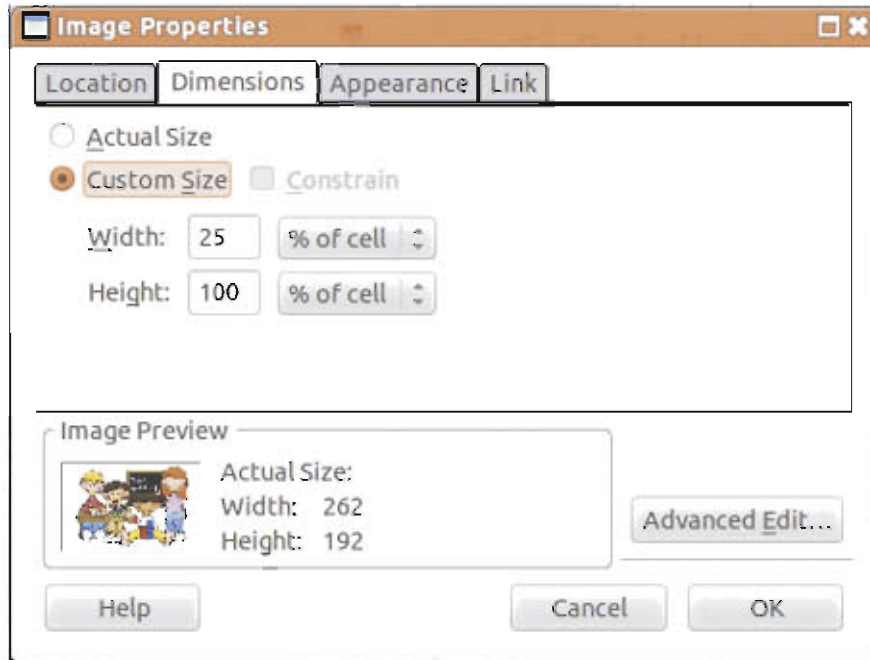 Image Properties
Location Dimensions Appearance Link
Actual Size
Custom Size Constrain
Width: 25 % of cell
Height: 100 % of cell
Image Preview
Actual Size:
Width: 262
Height: 192
Advanced Edit...
Help Cancel OK